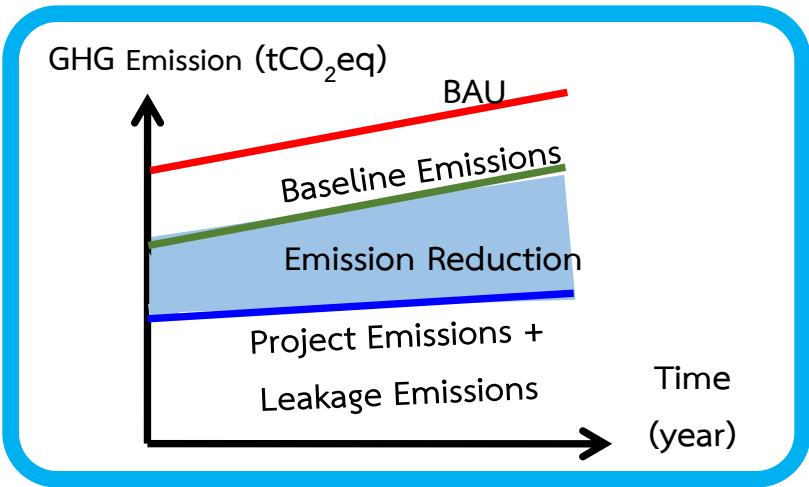 GHG Emission (tCO₂eq)
BAU
Baseline Emissions
Emission Reduction
Project Emissions +
Leakage Emissions
Time
(year)